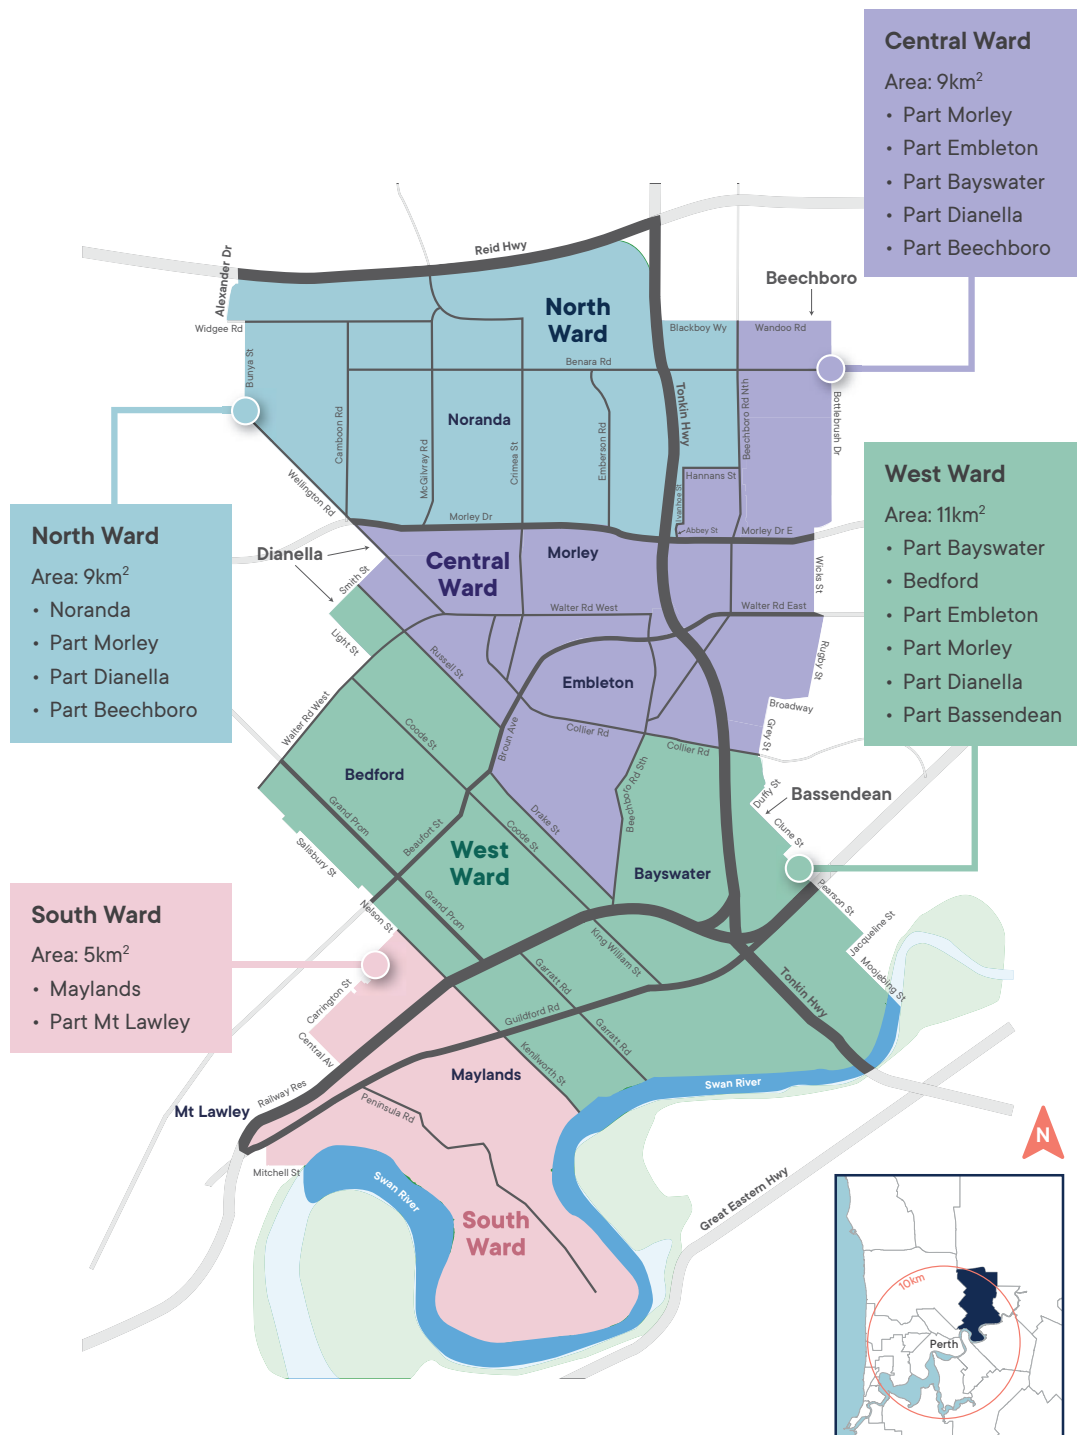 Central Ward
Area: 9km²
• Part Morley
• Part Embleton
• Part Bayswater
• Part Dianella
• Part Beechboro
Reid Hwy
Alexander Dr
Beechboro
North
Ward
Widgee Rd
Blackboy Wy
Wandoo Rd
Bunya St
Benara Rd
Tonkin Hwy
Beechboro Rd Nth
Bottlebrush Dr
Noranda
Camboon Rd
McGilvray Rd
Crimea St
Emberson Rd
West Ward
Area: 11km²
• Part Bayswater
• Bedford
• Part Embleton
• Part Morley
• Part Dianella
• Part Bassendean
Wellington Rd
Hannans St
Ivanhoe St
Abbey St
Morley Dr
Morley Dr E
North Ward
Area: 9km²
• Noranda
• Part Morley
• Part Dianella
• Part Beechboro
Dianella
Central
Ward
Morley
Smith St
Wicks St
Walter Rd West
Walter Rd East
Light St
Russell St
Rugby St
Embleton
Walter Rd West
Broadway
Grey St
Coode St
Broun Ave
Collier Rd
Collier Rd
Bedford
Beechboro Rd Sth
Duffy St
Bassendean
Grand Prom
Drake St
Clune St
Beaufort St
Coode St
Salisbury St
West
Ward
Bayswater
South Ward
Area: 5km²
• Maylands
• Part Mt Lawley
Nelson St
Grand Prom
Pearson St
Jacqueline St
King William St
Moojebing St
Carrington St
Garratt Rd
Tonkin Hwy
Guildford Rd
Garratt Rd
Central Av
Kenilworth St
Maylands
Swan River
Railway Res
Mt Lawley
Peninsula Rd
N
Mitchell St
Swan River
Great Eastern Hwy
South
Ward
10km
Perth